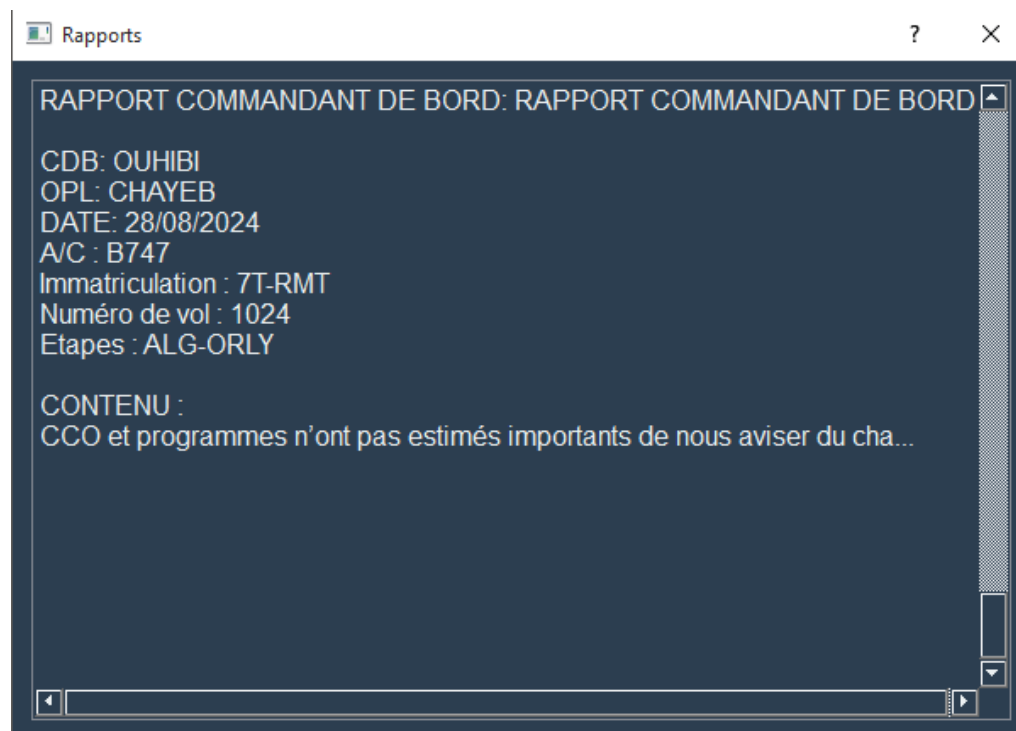 Rapports
RAPPORT COMMANDANT DE BORD: RAPPORT COMMANDANT DE BORD
CDB: OUHIBI
OPL: CHAYEB
DATE: 28/08/2024
A/C : B747
Immatriculation : 7T-RMT
Numéro de vol : 1024
Etapes : ALG-ORLY
CONTENU :
CCO et programmes n’ont pas estimés importants de nous aviser du cha...